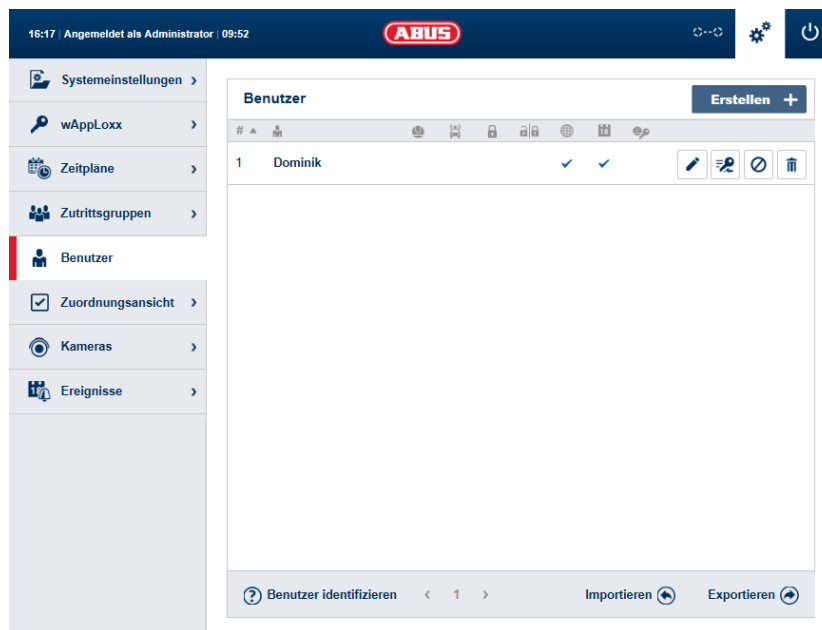 16:17 | Angemeldet als Administrator | 09:52
ABUS
Systemeinstellungen
wAppLoxx
Zeitpläne
Zutrittsgruppen
Benutzer
Zuordnungsansicht
Kameras
Ereignisse
Benutzer
Erstellen +
#
1 Dominik
? Benutzer identifizieren < 1 > Importieren Exportieren